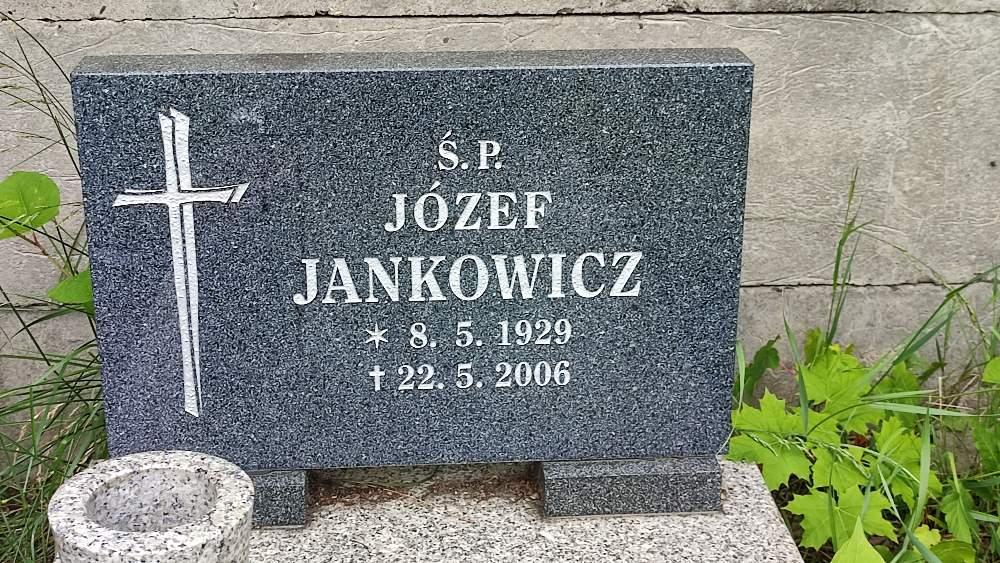 Ś. P.
JÓZEF
JANKOWICZ
✶ 8. 5. 1929
† 22. 5. 2006